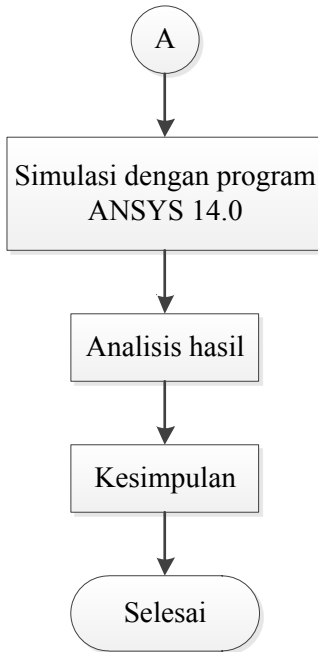 A
Simulasi dengan program
ANSYS 14.0
Analisis hasil
Kesimpulan
Selesai